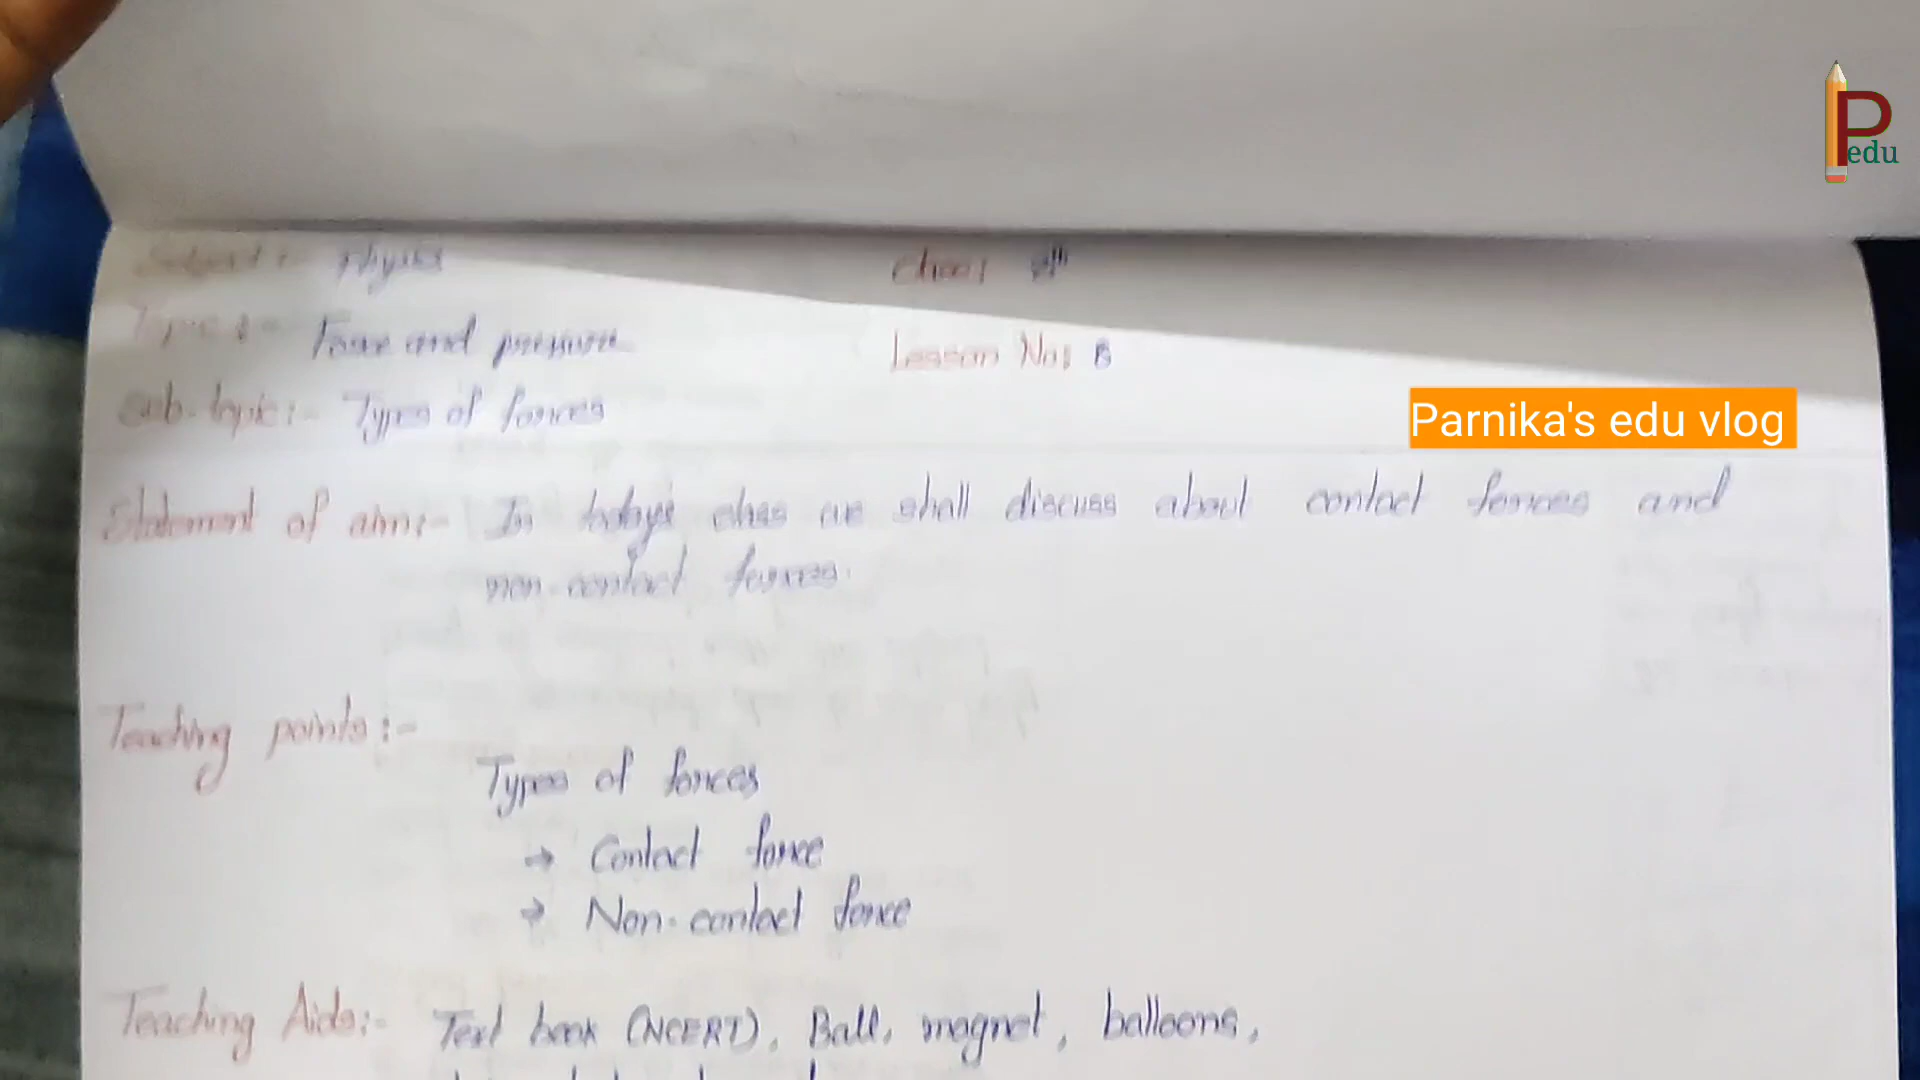 P
edu
Subject :- Physics
Class: 8th
Topic :- Force and pressure
Lesson No: 8
Sub-topic:- Types of forces
Parnika's edu vlog
Statement of aim:- In today's class we shall discuss about contact forces and
non-contact forces.
Teaching points:-
Types of forces
→ Contact force
→ Non-contact force
Teaching Aids:- Text book (NCERT), Ball, magnet, balloons,